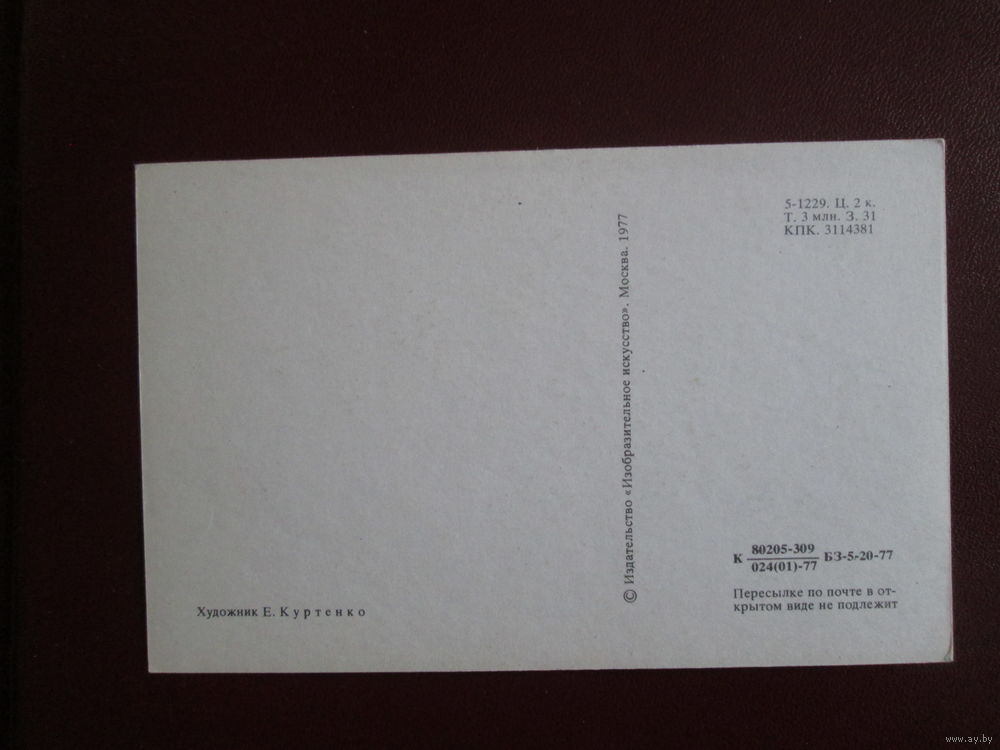 5-1229. Ц. 2 к.
Т. 3 млн. З. 31
КПК. 3114381
© Издательство «Изобразительное искусство». Москва. 1977
К 80205-309 БЗ-5-20-77
024(01)-77
Пересылке по почте в от-
крытом виде не подлежит
Художник Е. Куртенко
www.ay.by